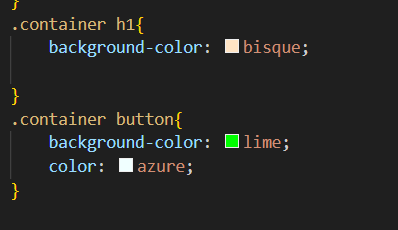 }
.container h1{
    background-color: bisque;
}
.container button{
    background-color: lime;
    color: azure;
}